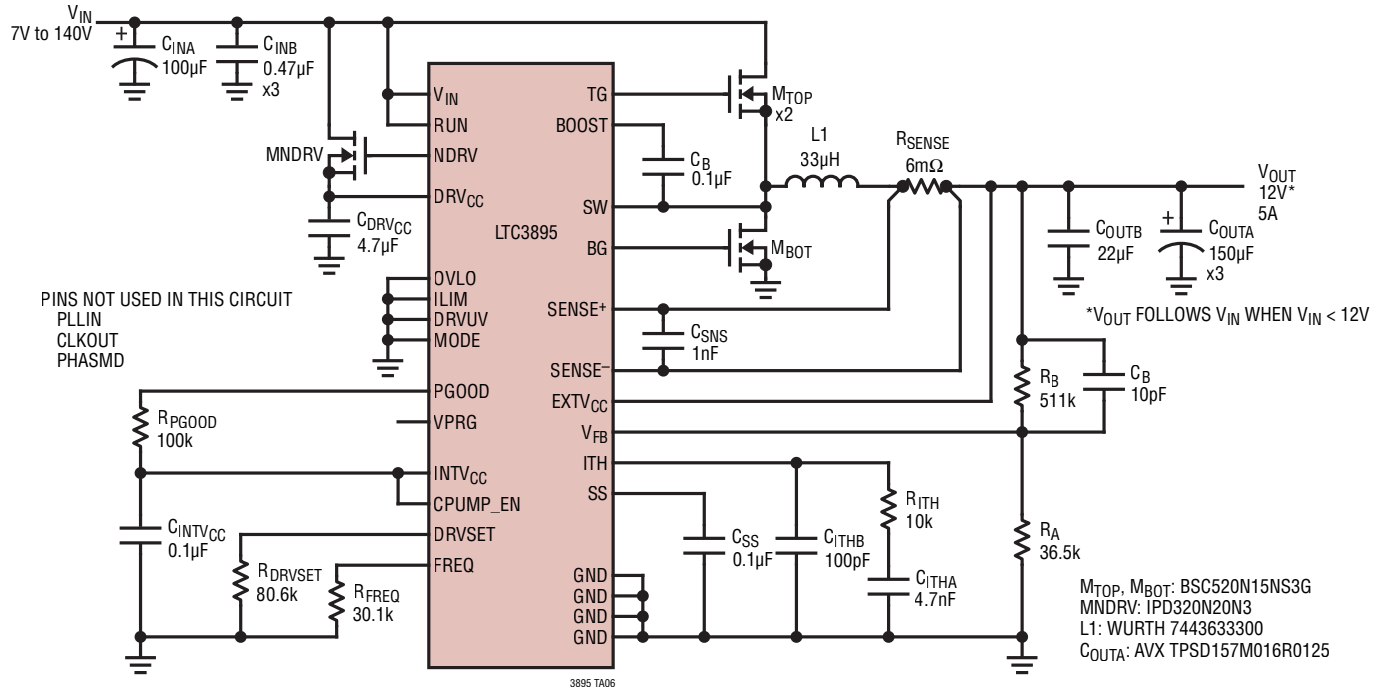 VIN
7V to 140V
+
CINA
100µF
CINB
0.47µF
x3
MNDRV
CDRVCC
4.7µF
PINS NOT USED IN THIS CIRCUIT
PLLIN
CLKOUT
PHASMD
RPGOOD
100k
CINTVCC
0.1µF
RDRVSET
80.6k
RFREQ
30.1k
VIN
RUN
NDRV
DRVCC
OVLO
ILIM
DRVUV
MODE
PGOOD
VPRG
INTVCC
CPUMP_EN
DRVSET
FREQ
LTC3895
TG
BOOST
SW
BG
SENSE+
SENSE–
EXTVCC
VFB
ITH
SS
GND
GND
GND
GND
MTOP
x2
CB
0.1µF
L1
33µH
RSENSE
6mΩ
MBOT
CSNS
1nF
VOUT
12V*
5A
COUTB
22µF
+
COUTA
150µF
x3
*VOUT FOLLOWS VIN WHEN VIN < 12V
RB
511k
CB
10pF
RITH
10k
CSS
0.1µF
CITHB
100pF
CITHA
4.7nF
RA
36.5k
MTOP, MBOT: BSC520N15NS3G
MNDRV: IPD320N20N3
L1: WURTH 7443633300
COUTA: AVX TPSD157M016R0125
3895 TA06